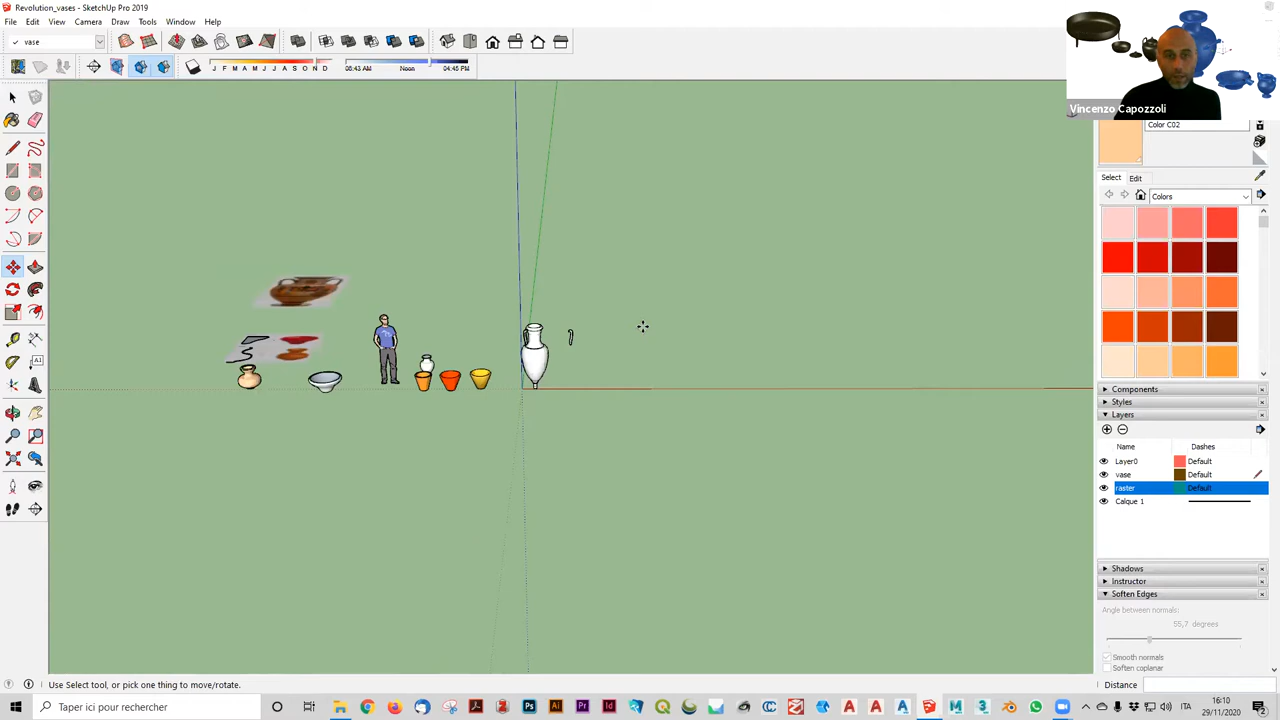 Revolution_vases - SketchUp Pro 2019
File Edit View Camera Draw Tools Window Help
vase
J F M A M J J A S O N D
06:43 AM Noon 04:45 PM
Vincenzo Capozzoli
Color C02
Select Edit
Colors
Components
Styles
Layers
Name Dashes
Layer0 Default
vase Default
raster Default
Calque 1
Shadows
Instructor
Soften Edges
Angle between normals:
55,7 degrees
Smooth normals
Soften coplanar
Use Select tool, or pick one thing to move/rotate.
Distance
Taper ici pour rechercher
16:10
29/11/2020